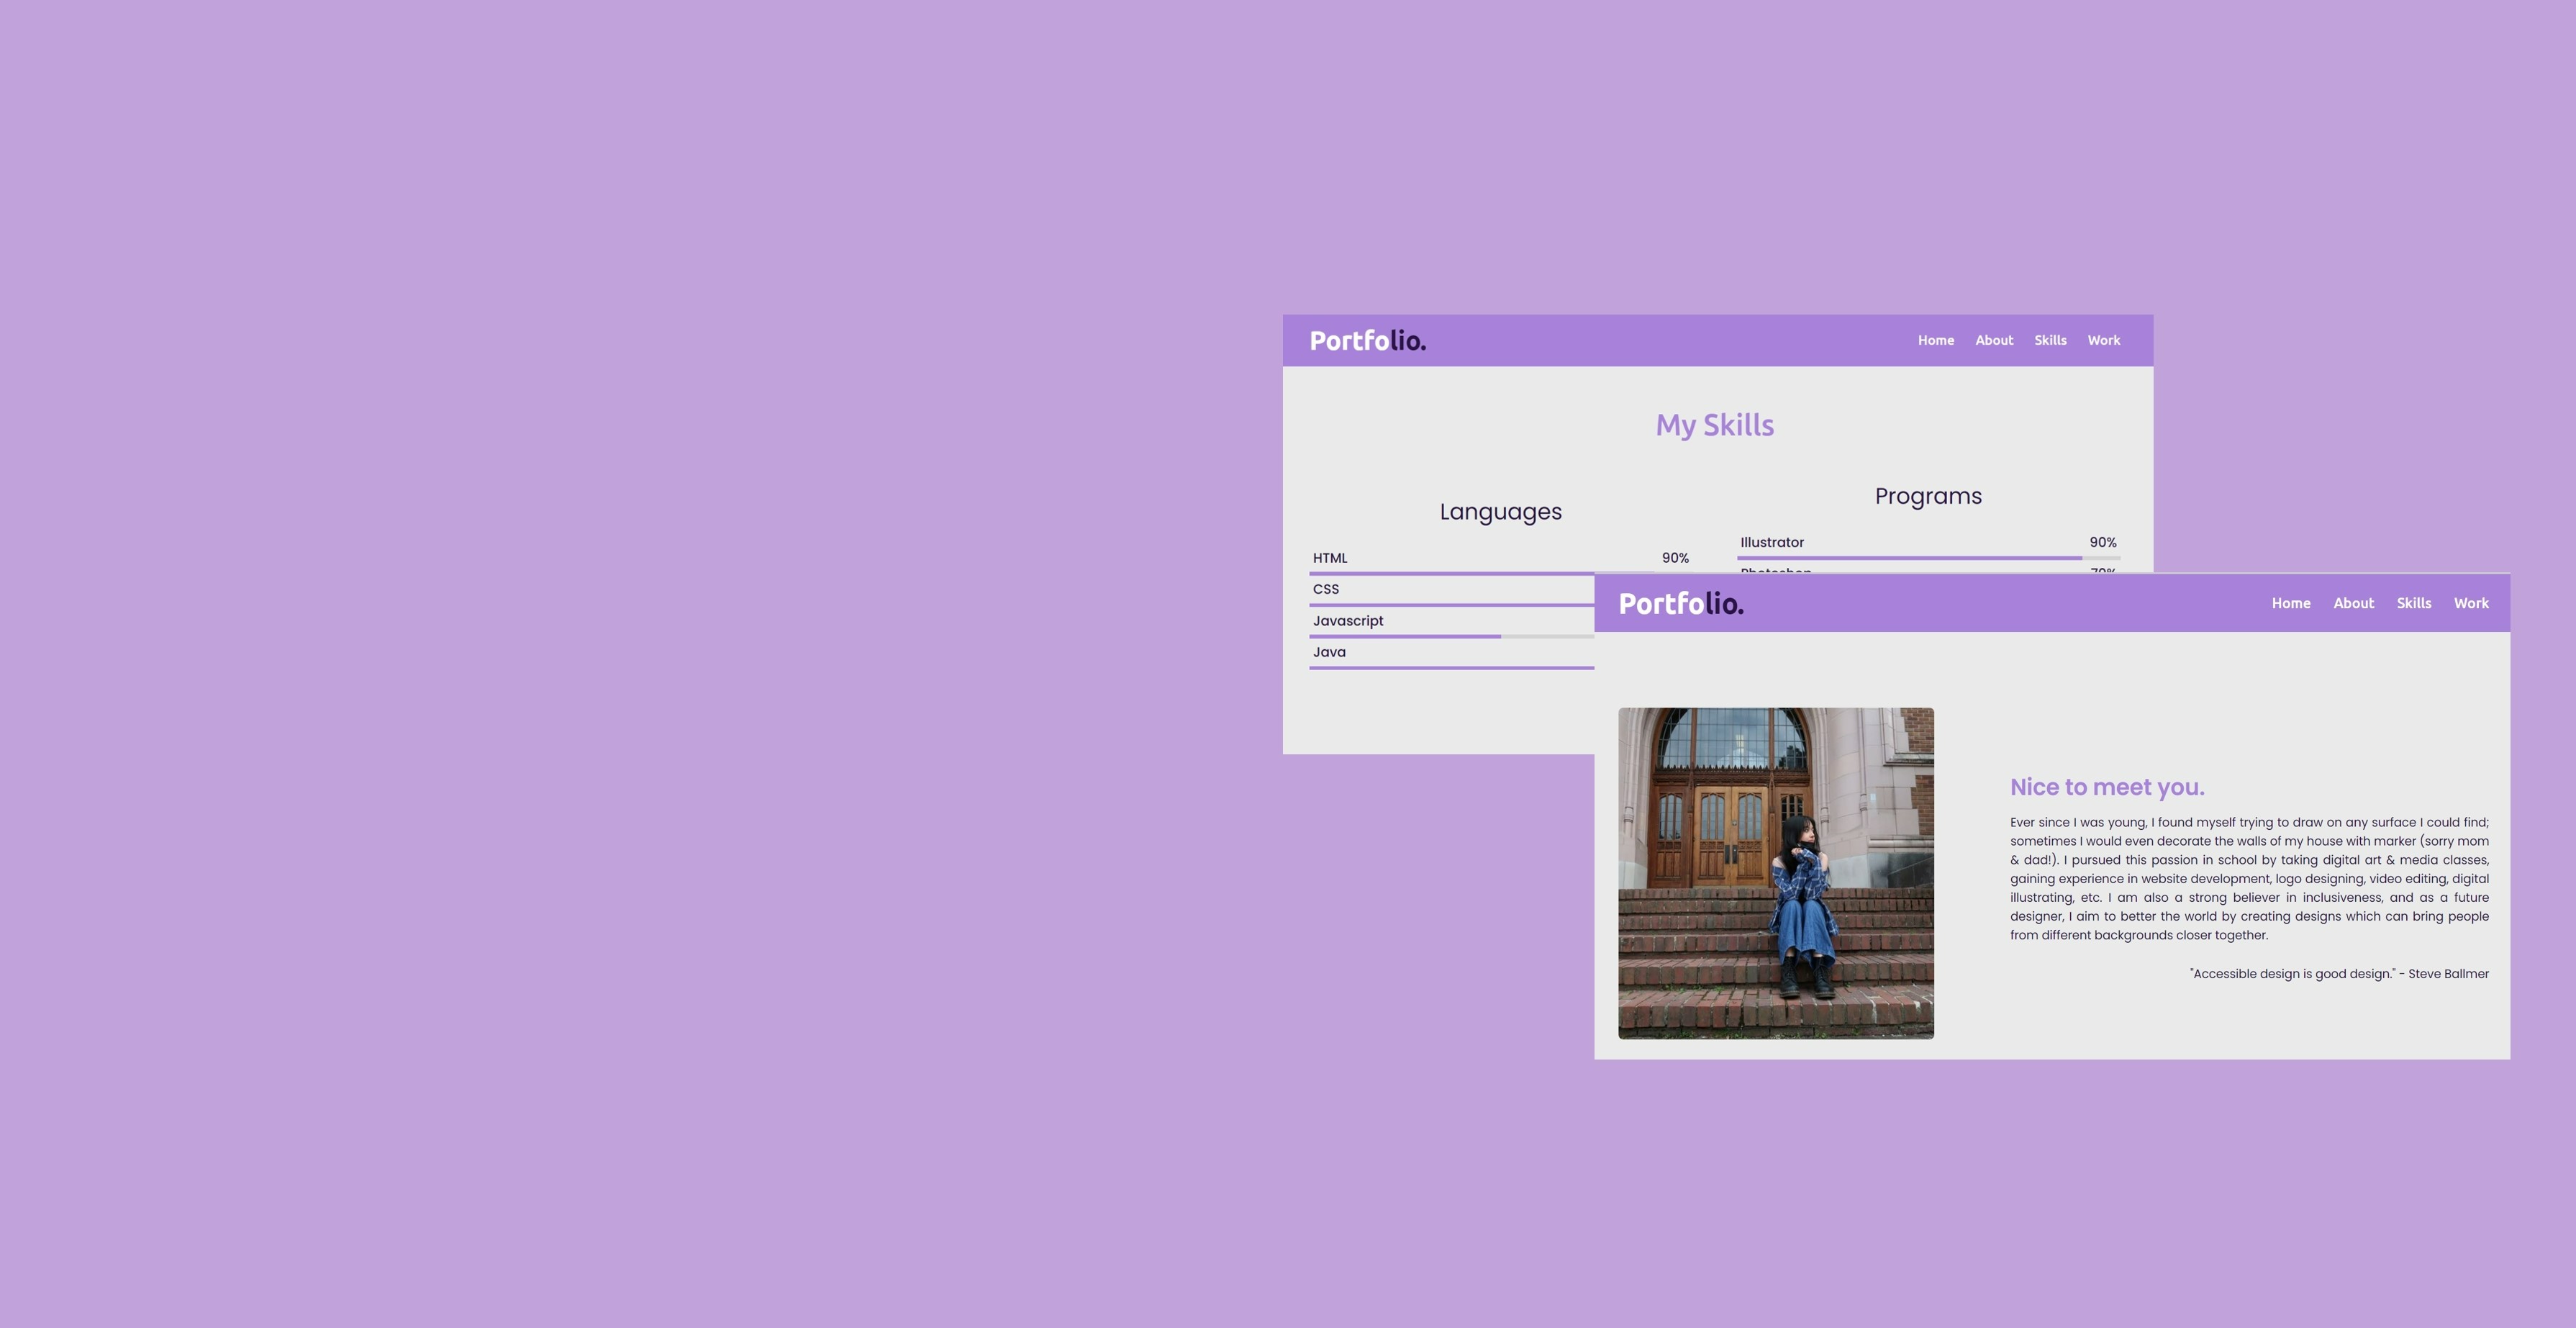 Portfolio.
Home About Skills Work
My Skills
Languages
HTML 90%
CSS
Javascript
Java
Programs
Illustrator 90%
Photoshop 70%
Portfolio.
Home About Skills Work
Nice to meet you.
Ever since I was young, I found myself trying to draw on any surface I could find;
sometimes I would even decorate the walls of my house with marker (sorry mom
& dad!). I pursued this passion in school by taking digital art & media classes,
gaining experience in website development, logo designing, video editing, digital
illustrating, etc. I am also a strong believer in inclusiveness, and as a future
designer, I aim to better the world by creating designs which can bring people
from different backgrounds closer together.
"Accessible design is good design." - Steve Ballmer